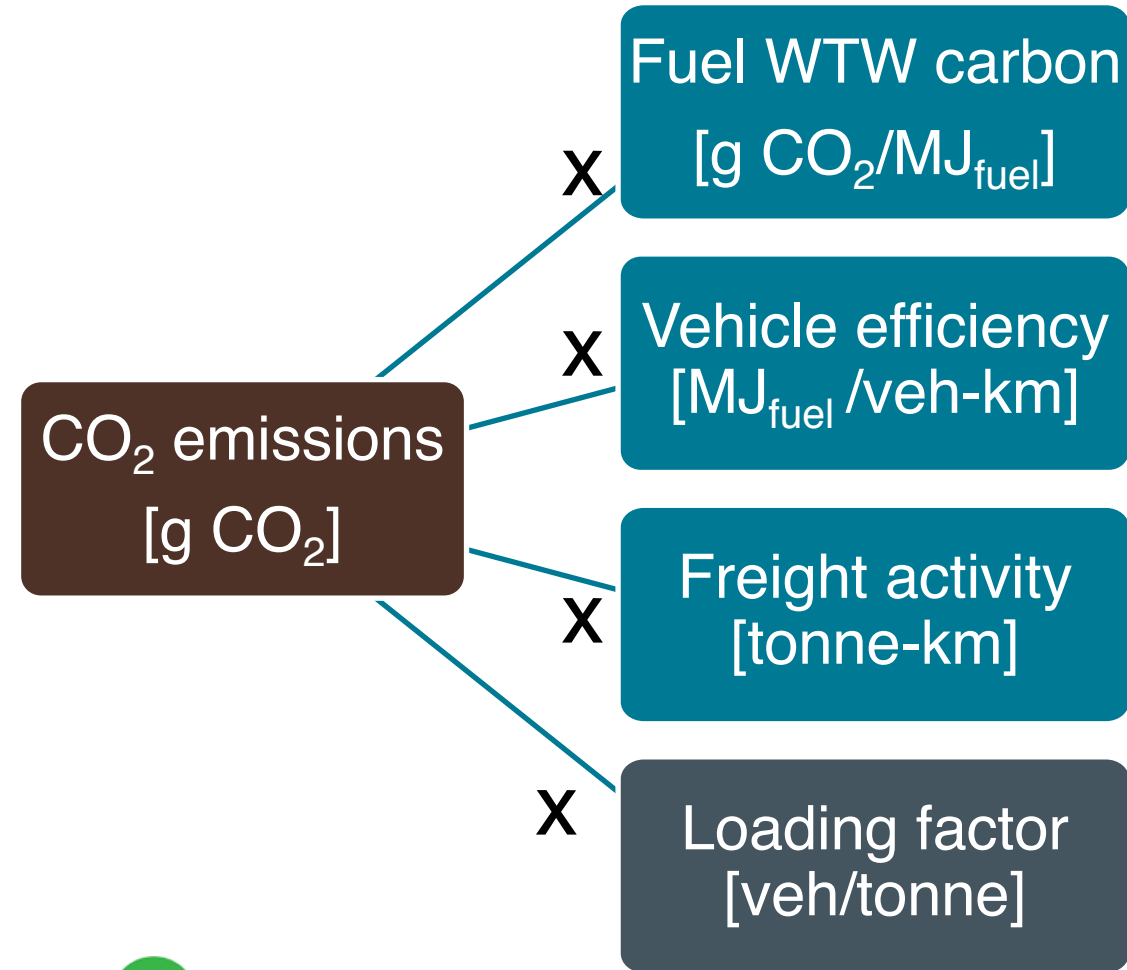 Fuel WTW carbon
[g CO₂/MJfuel]
X
Vehicle efficiency
[MJfuel /veh-km]
X
CO₂ emissions
[g CO₂]
Freight activity
[tonne-km]
X
Loading factor
[veh/tonne]
X